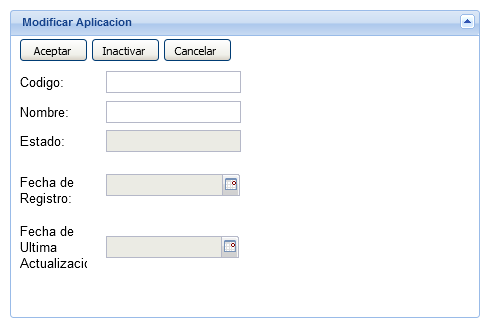 Modificar Aplicacion
Aceptar Inactivar Cancelar
Codigo:
Nombre:
Estado:
Fecha de
Registro:
Fecha de
Ultima
Actualizacio